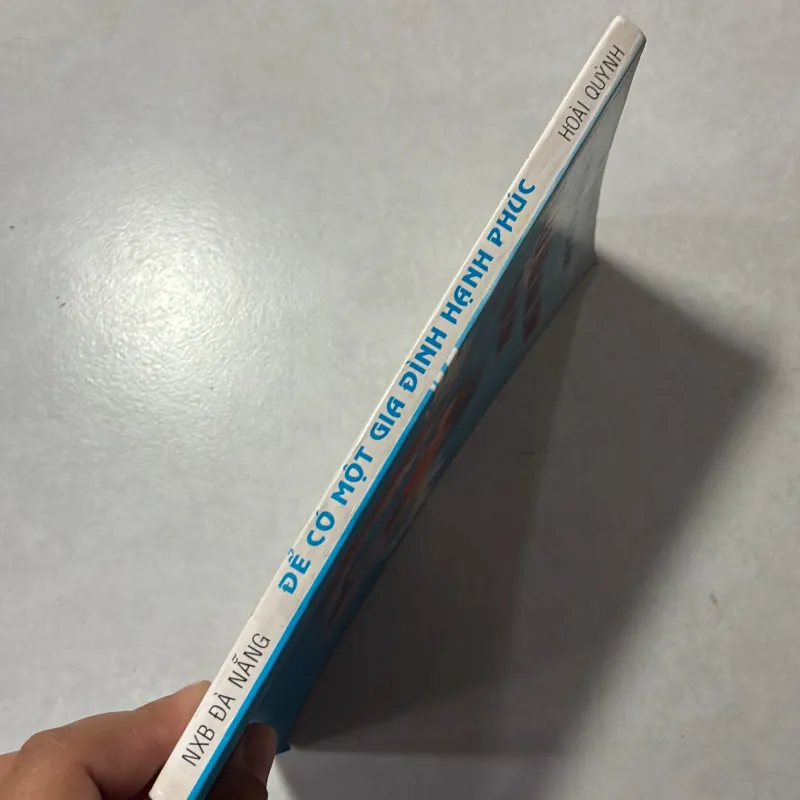 NXB ĐÀ NẴNG
ĐỂ CÓ MỘT GIA ĐÌNH HẠNH PHÚC
HOÀI QUỲNH